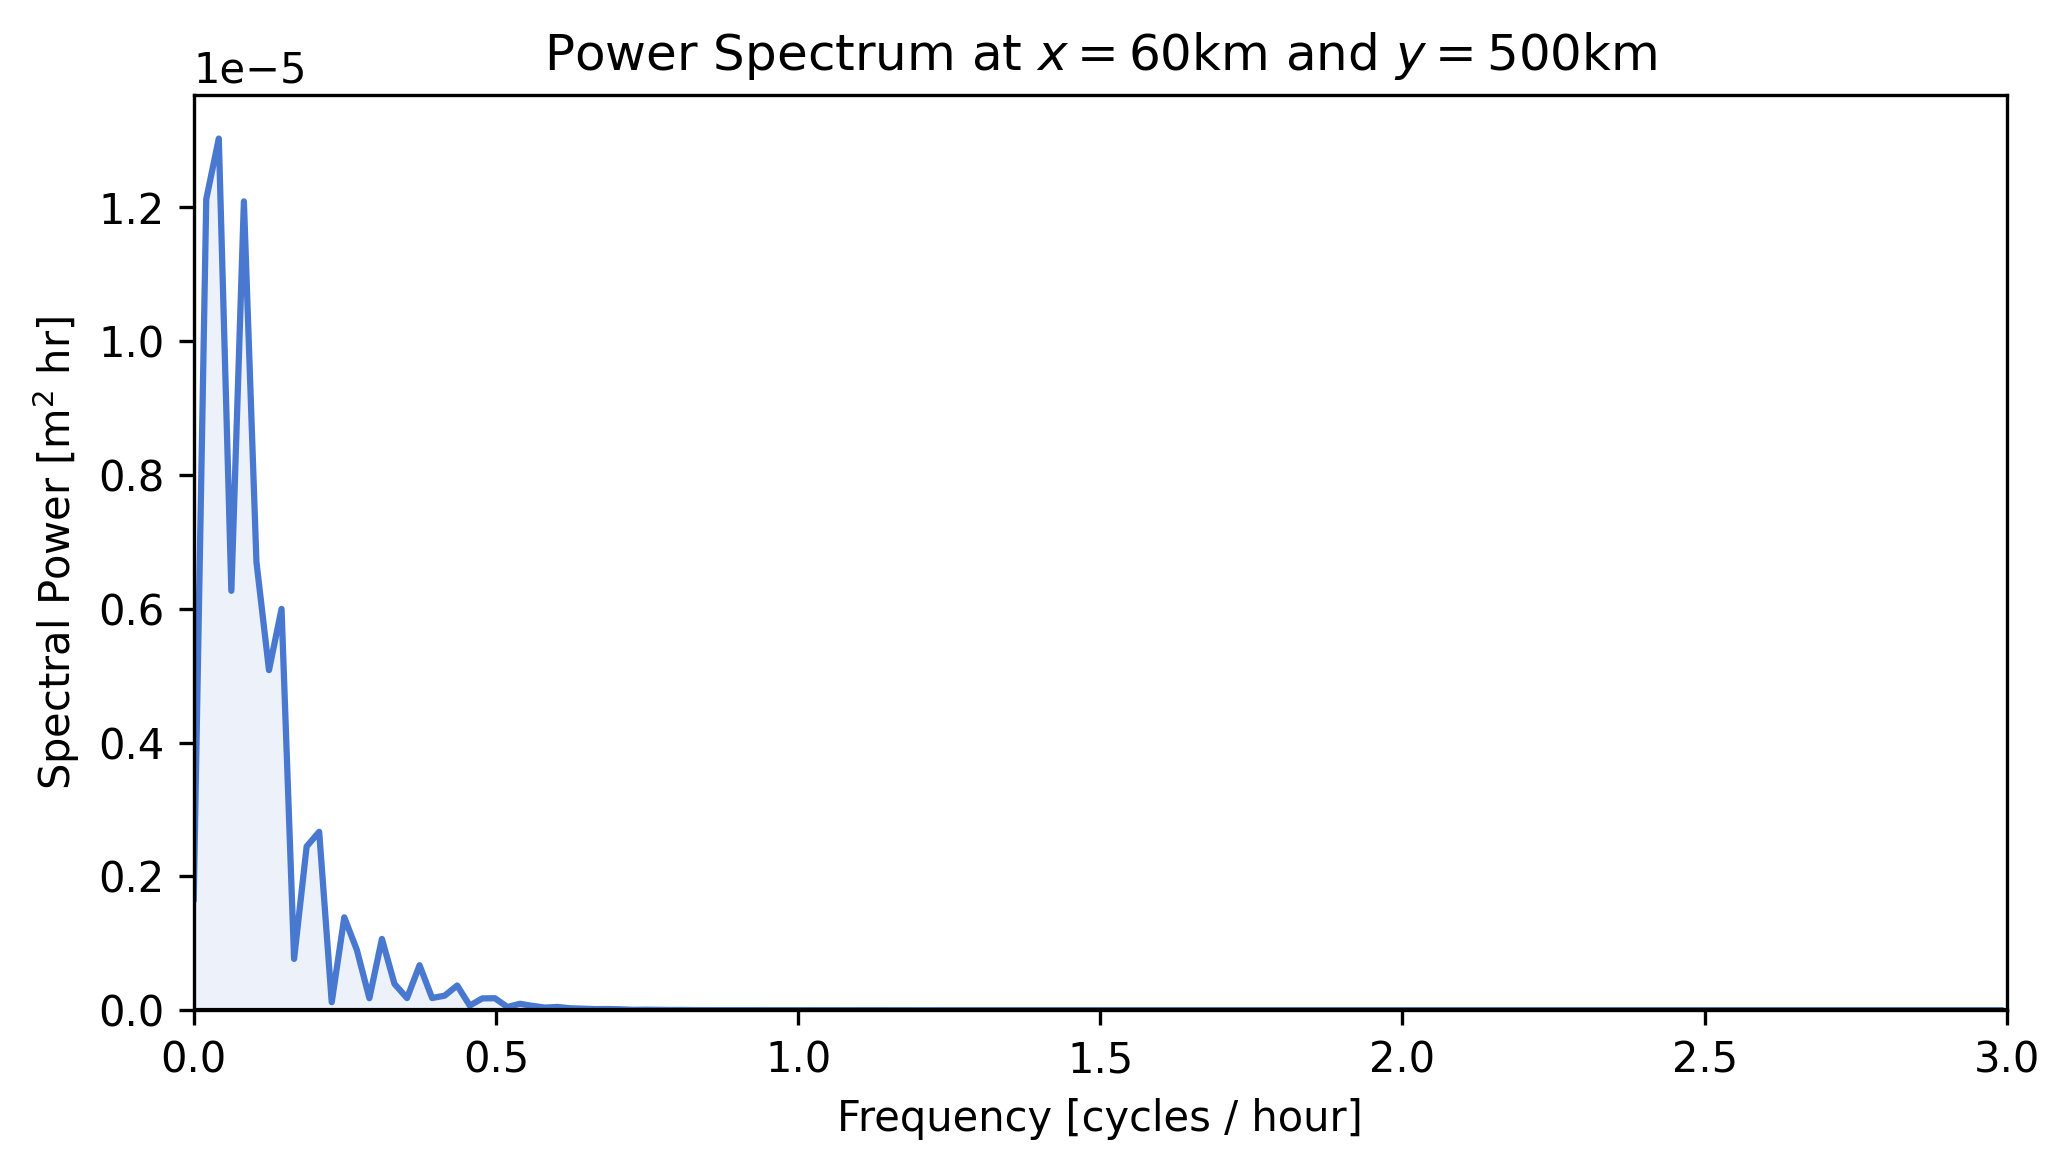 Power Spectrum at x = 60km and y = 500km
1e−5
1.2
1.0
0.8
0.6
0.4
0.2
0.0
Spectral Power [m² hr]
0.0 0.5 1.0 1.5 2.0 2.5 3.0
Frequency [cycles / hour]